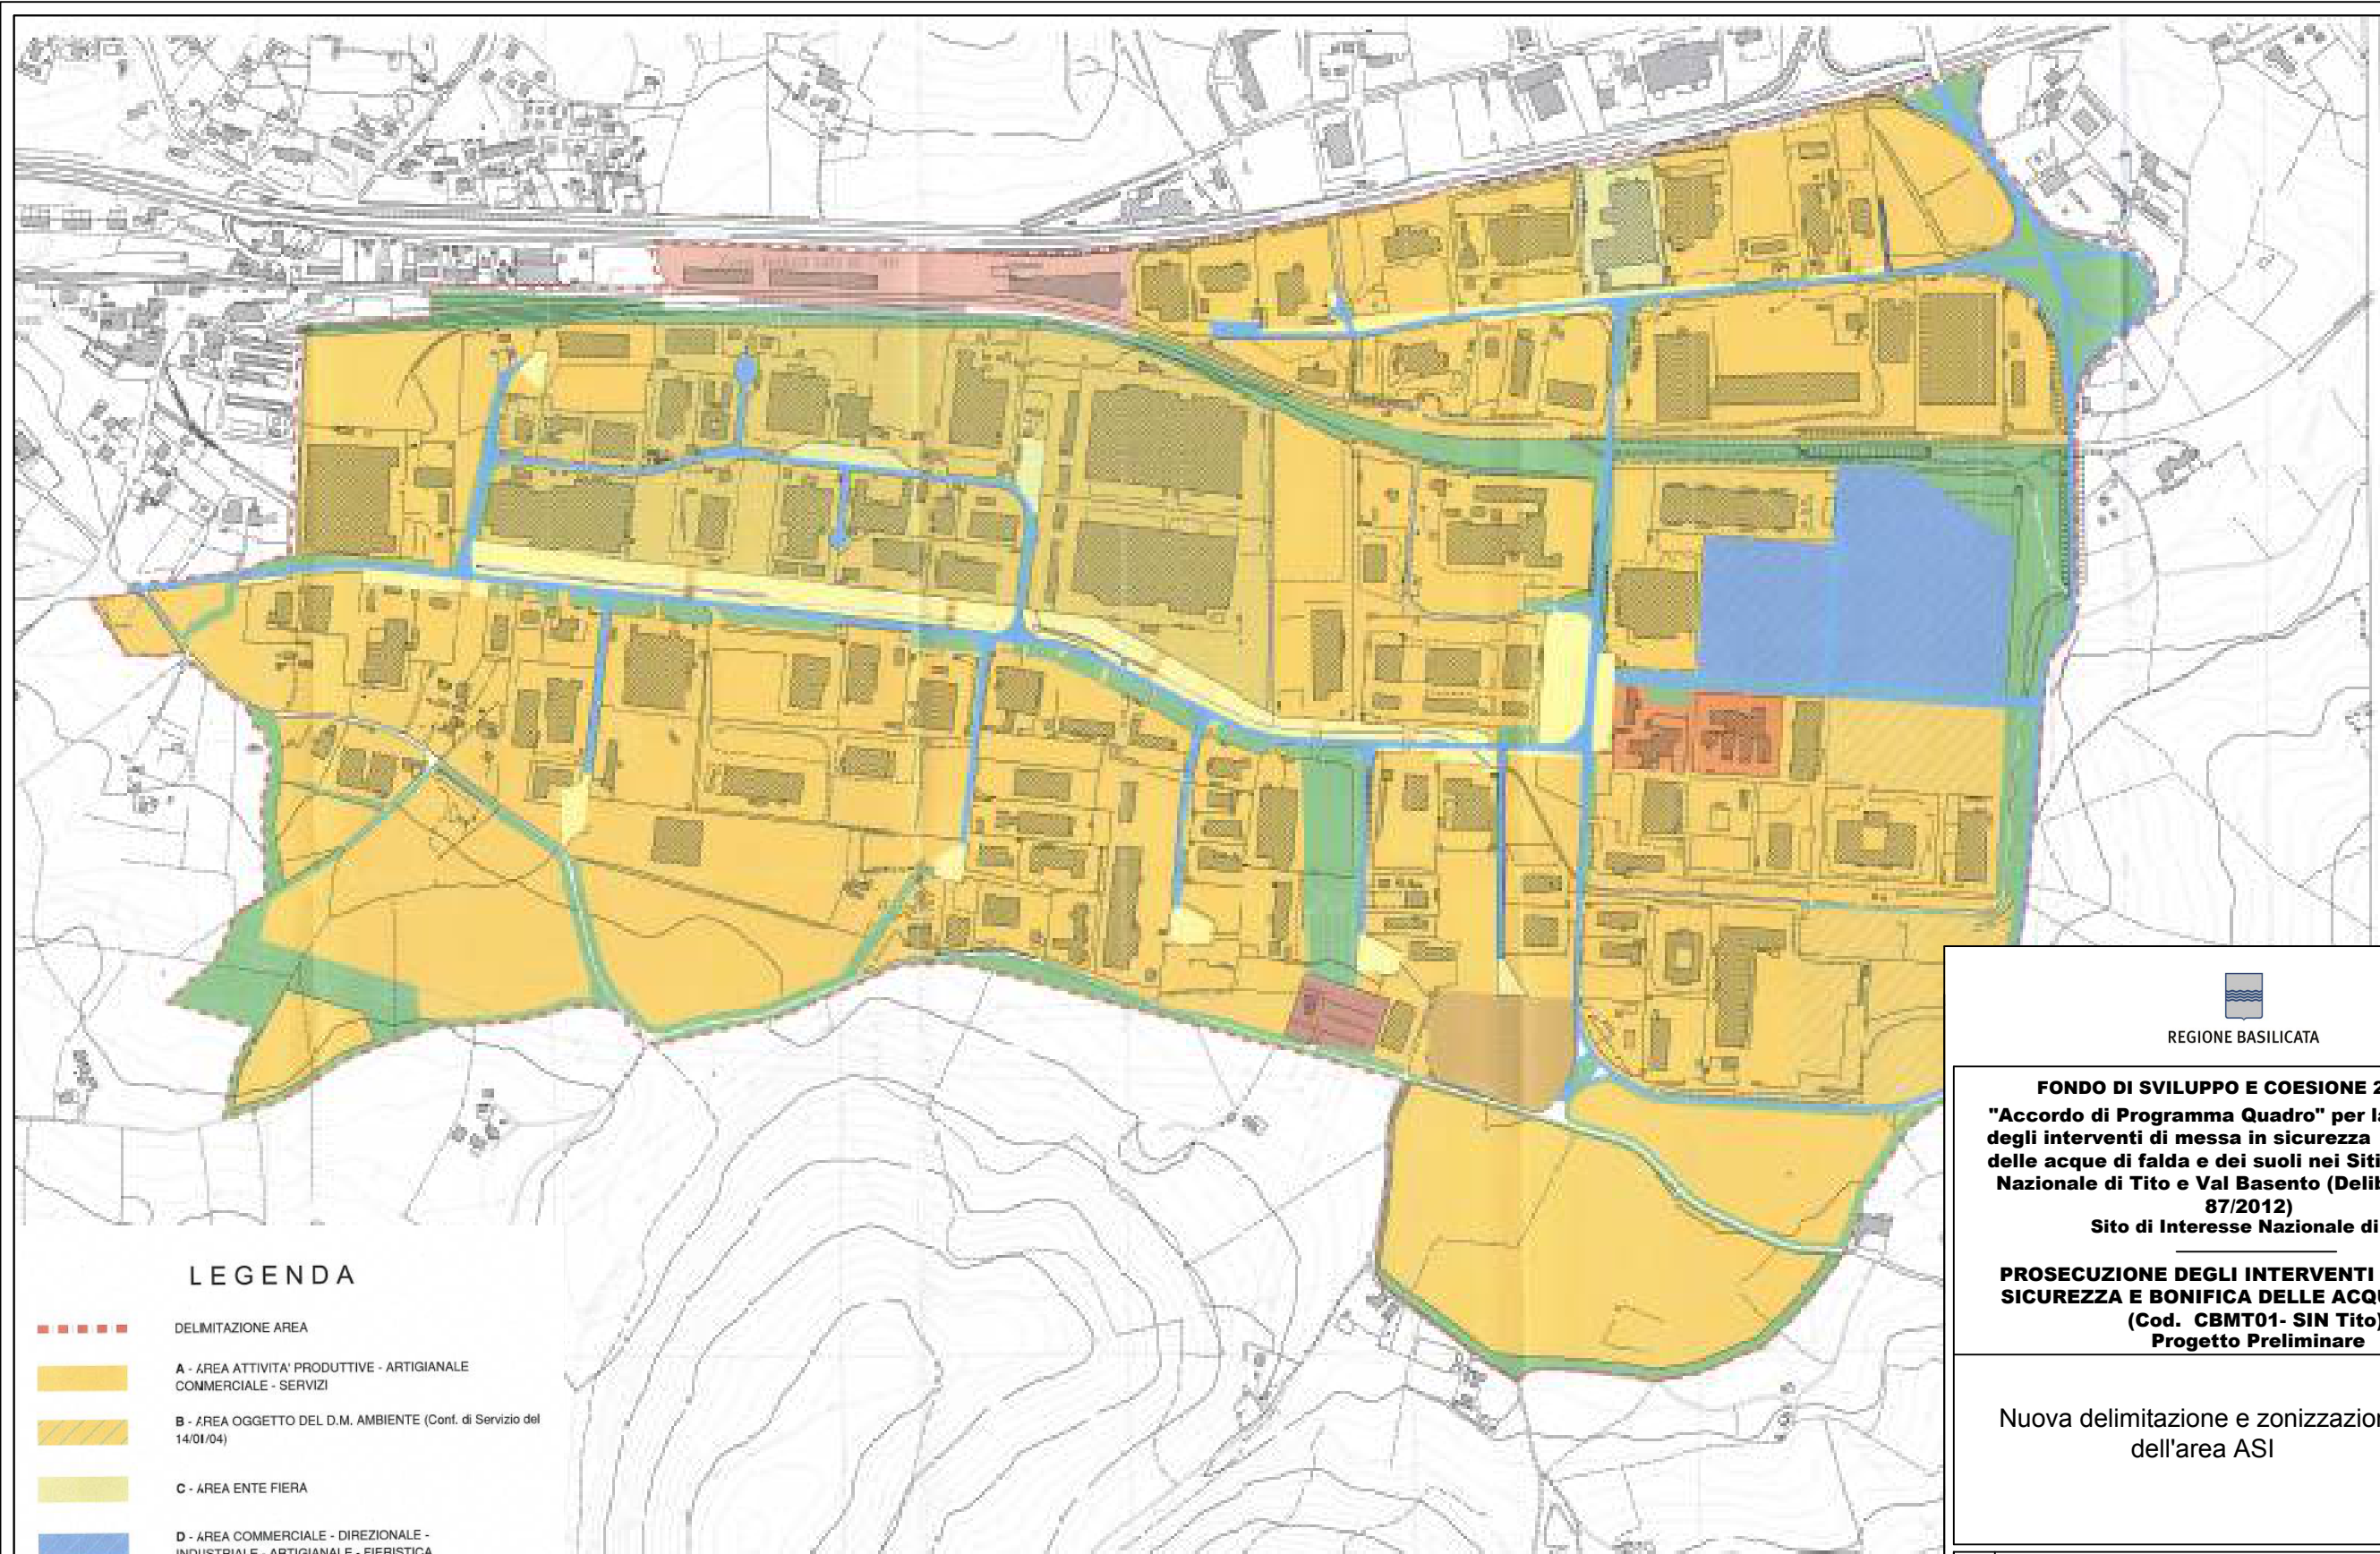 LEGENDA
DELIMITAZIONE AREA
A - AREA ATTIVITA' PRODUTTIVE - ARTIGIANALE
COMMERCIALE - SERVIZI
B - AREA OGGETTO DEL D.M. AMBIENTE (Conf. di Servizio del
14/01/04)
C - AREA ENTE FIERA
D - AREA COMMERCIALE - DIREZIONALE -
INDUSTRIALE - ARTIGIANALE - FIERISTICA
REGIONE BASILICATA
FONDO DI SVILUPPO E COESIONE 2
"Accordo di Programma Quadro" per la
degli interventi di messa in sicurezza
delle acque di falda e dei suoli nei Siti
Nazionale di Tito e Val Basento (Delib
87/2012)
Sito di Interesse Nazionale di
PROSECUZIONE DEGLI INTERVENTI
SICUREZZA E BONIFICA DELLE ACQU
(Cod. CBMT01- SIN Tito)
Progetto Preliminare
Nuova delimitazione e zonizzazion
dell'area ASI